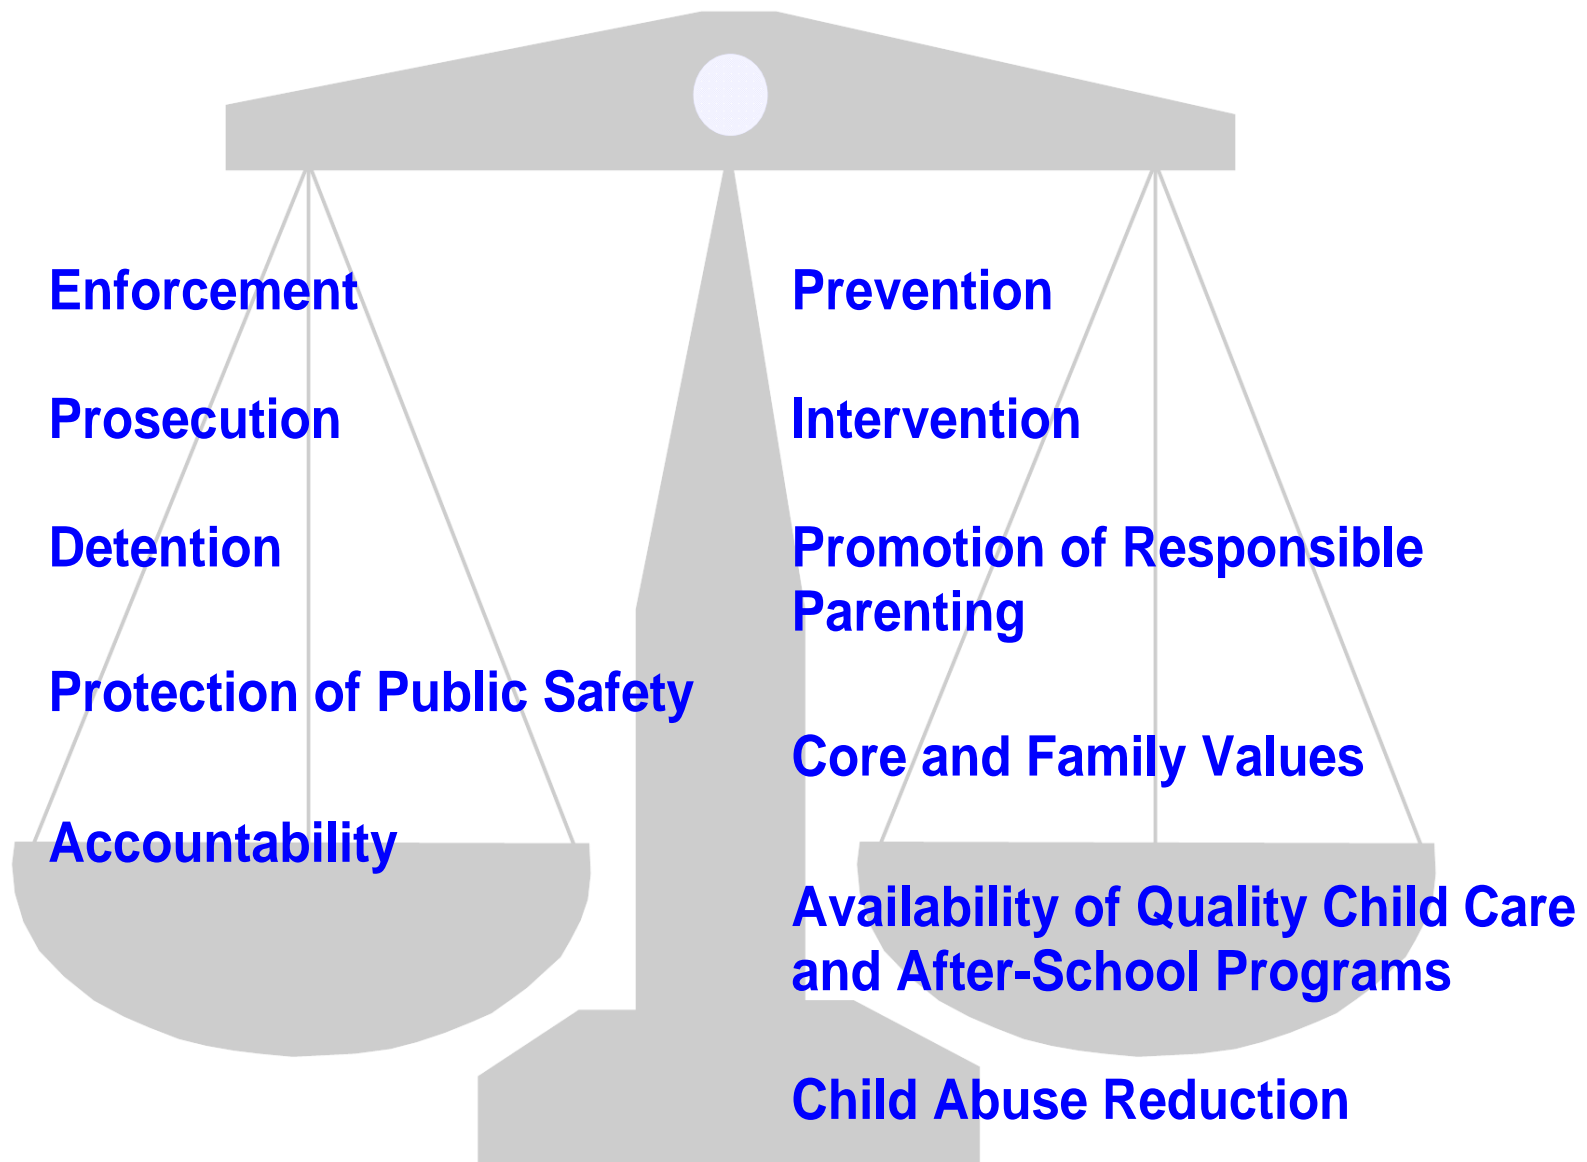 Enforcement
Prosecution
Detention
Protection of Public Safety
Accountability
Prevention
Intervention
Promotion of Responsible
Parenting
Core and Family Values
Availability of Quality Child Care
and After-School Programs
Child Abuse Reduction